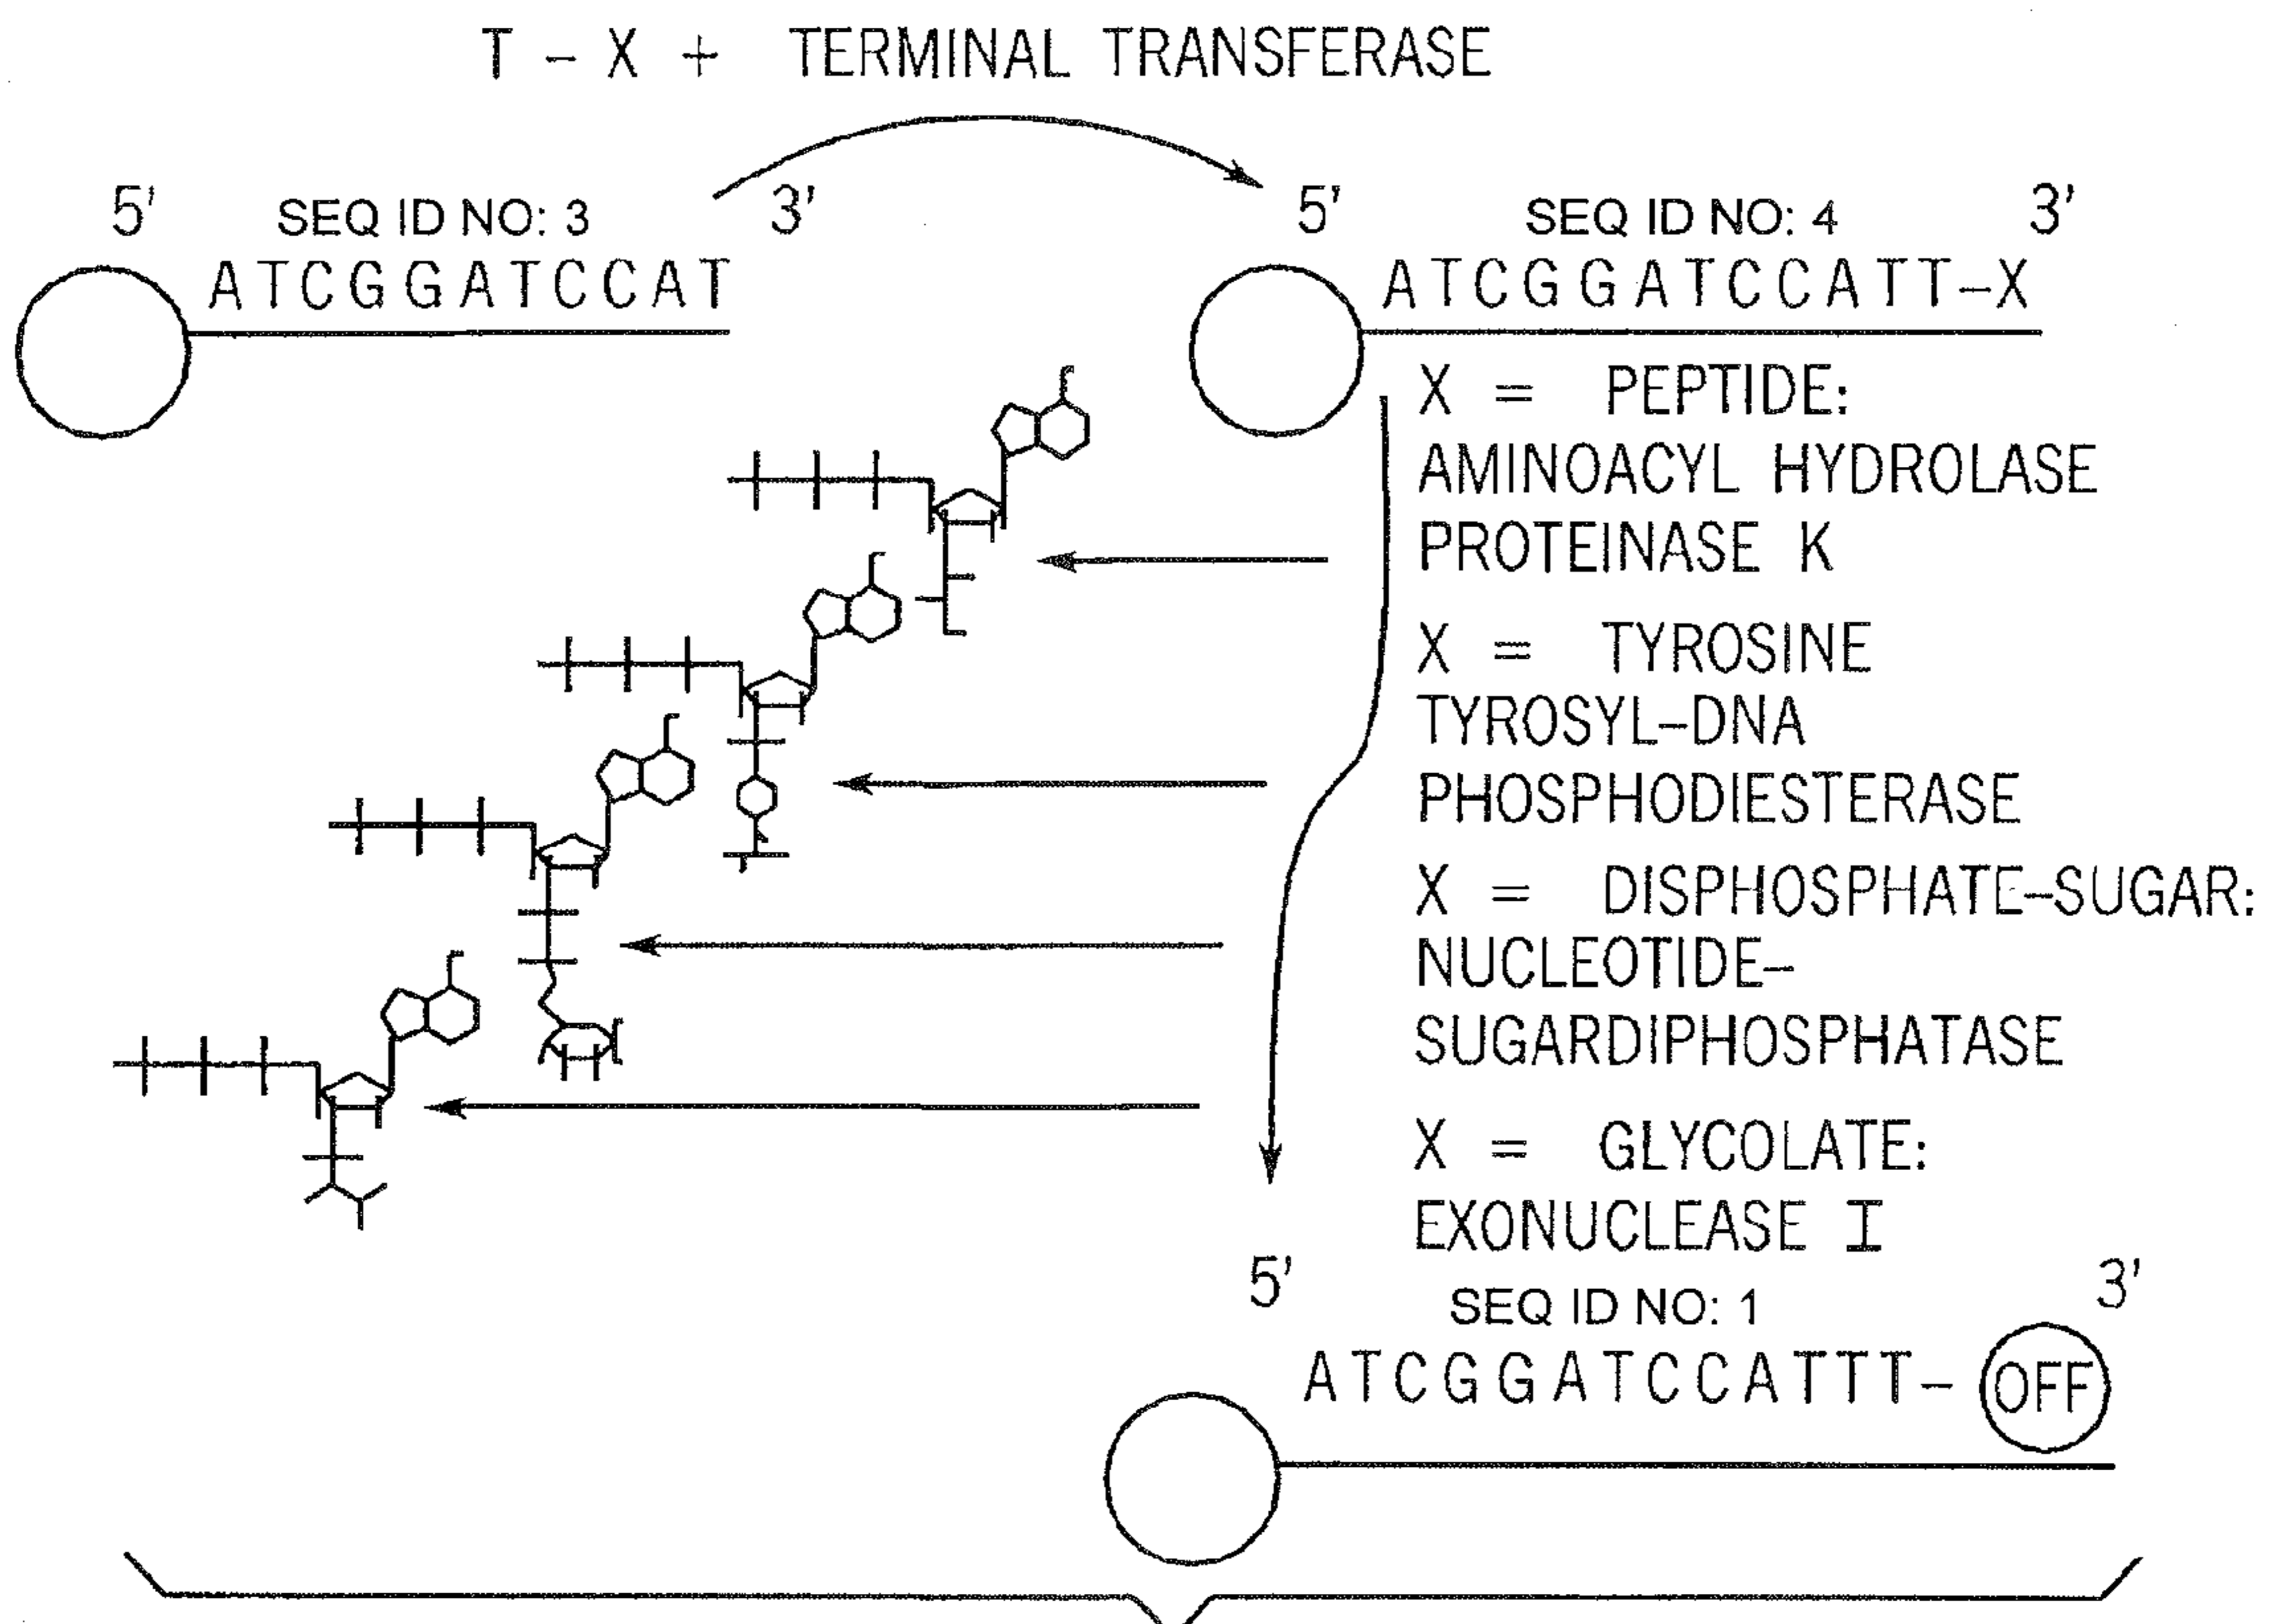 T - X + TERMINAL TRANSFERASE
5' SEQ ID NO: 3 3'
ATCGGATCCAT
5' SEQ ID NO: 4 3'
ATCGGATCCATT-X
X = PEPTIDE:
AMINOACYL HYDROLASE
PROTEINASE K
X = TYROSINE
TYROSYL-DNA
PHOSPHODIESTERASE
X = DISPHOSPHATE-SUGAR:
NUCLEOTIDE-
SUGARDIPHOSPHATASE
X = GLYCOLATE:
EXONUCLEASE I
5' SEQ ID NO: 1 3'
ATCGGATCCATTT- OFF